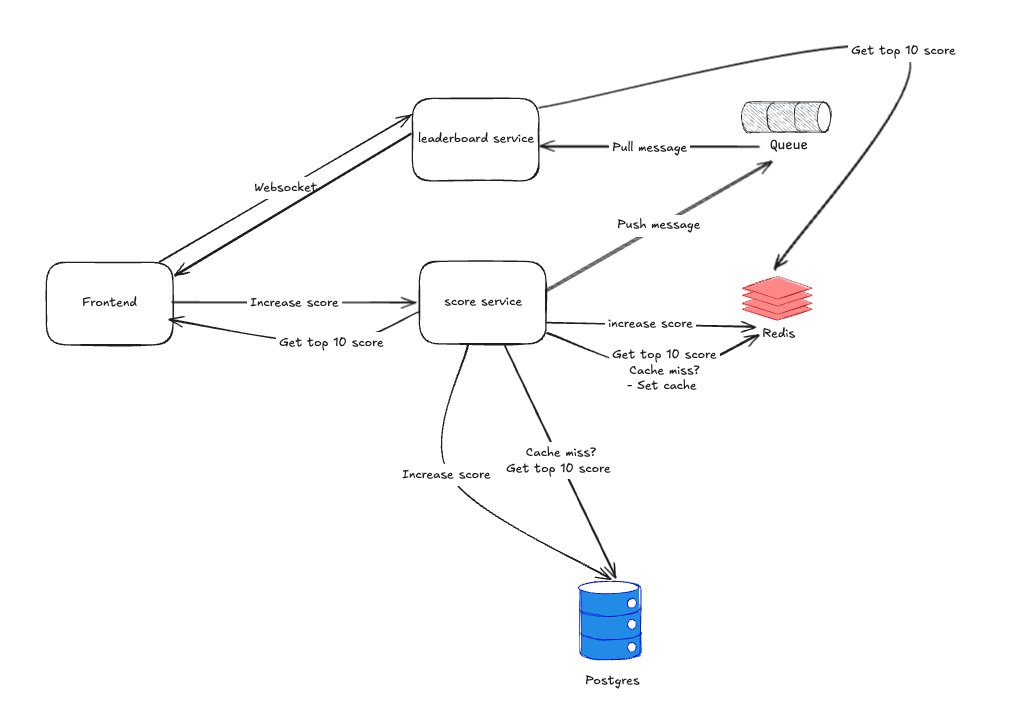 Get top 10 score
leaderboard service
Pull message
Queue
Websocket
Push message
Frontend
Increase score
score service
increase score
Redis
Get top 10 score
Get top 10 score
Cache miss?
- Set cache
Cache miss?
Get top 10 score
Increase score
Postgres